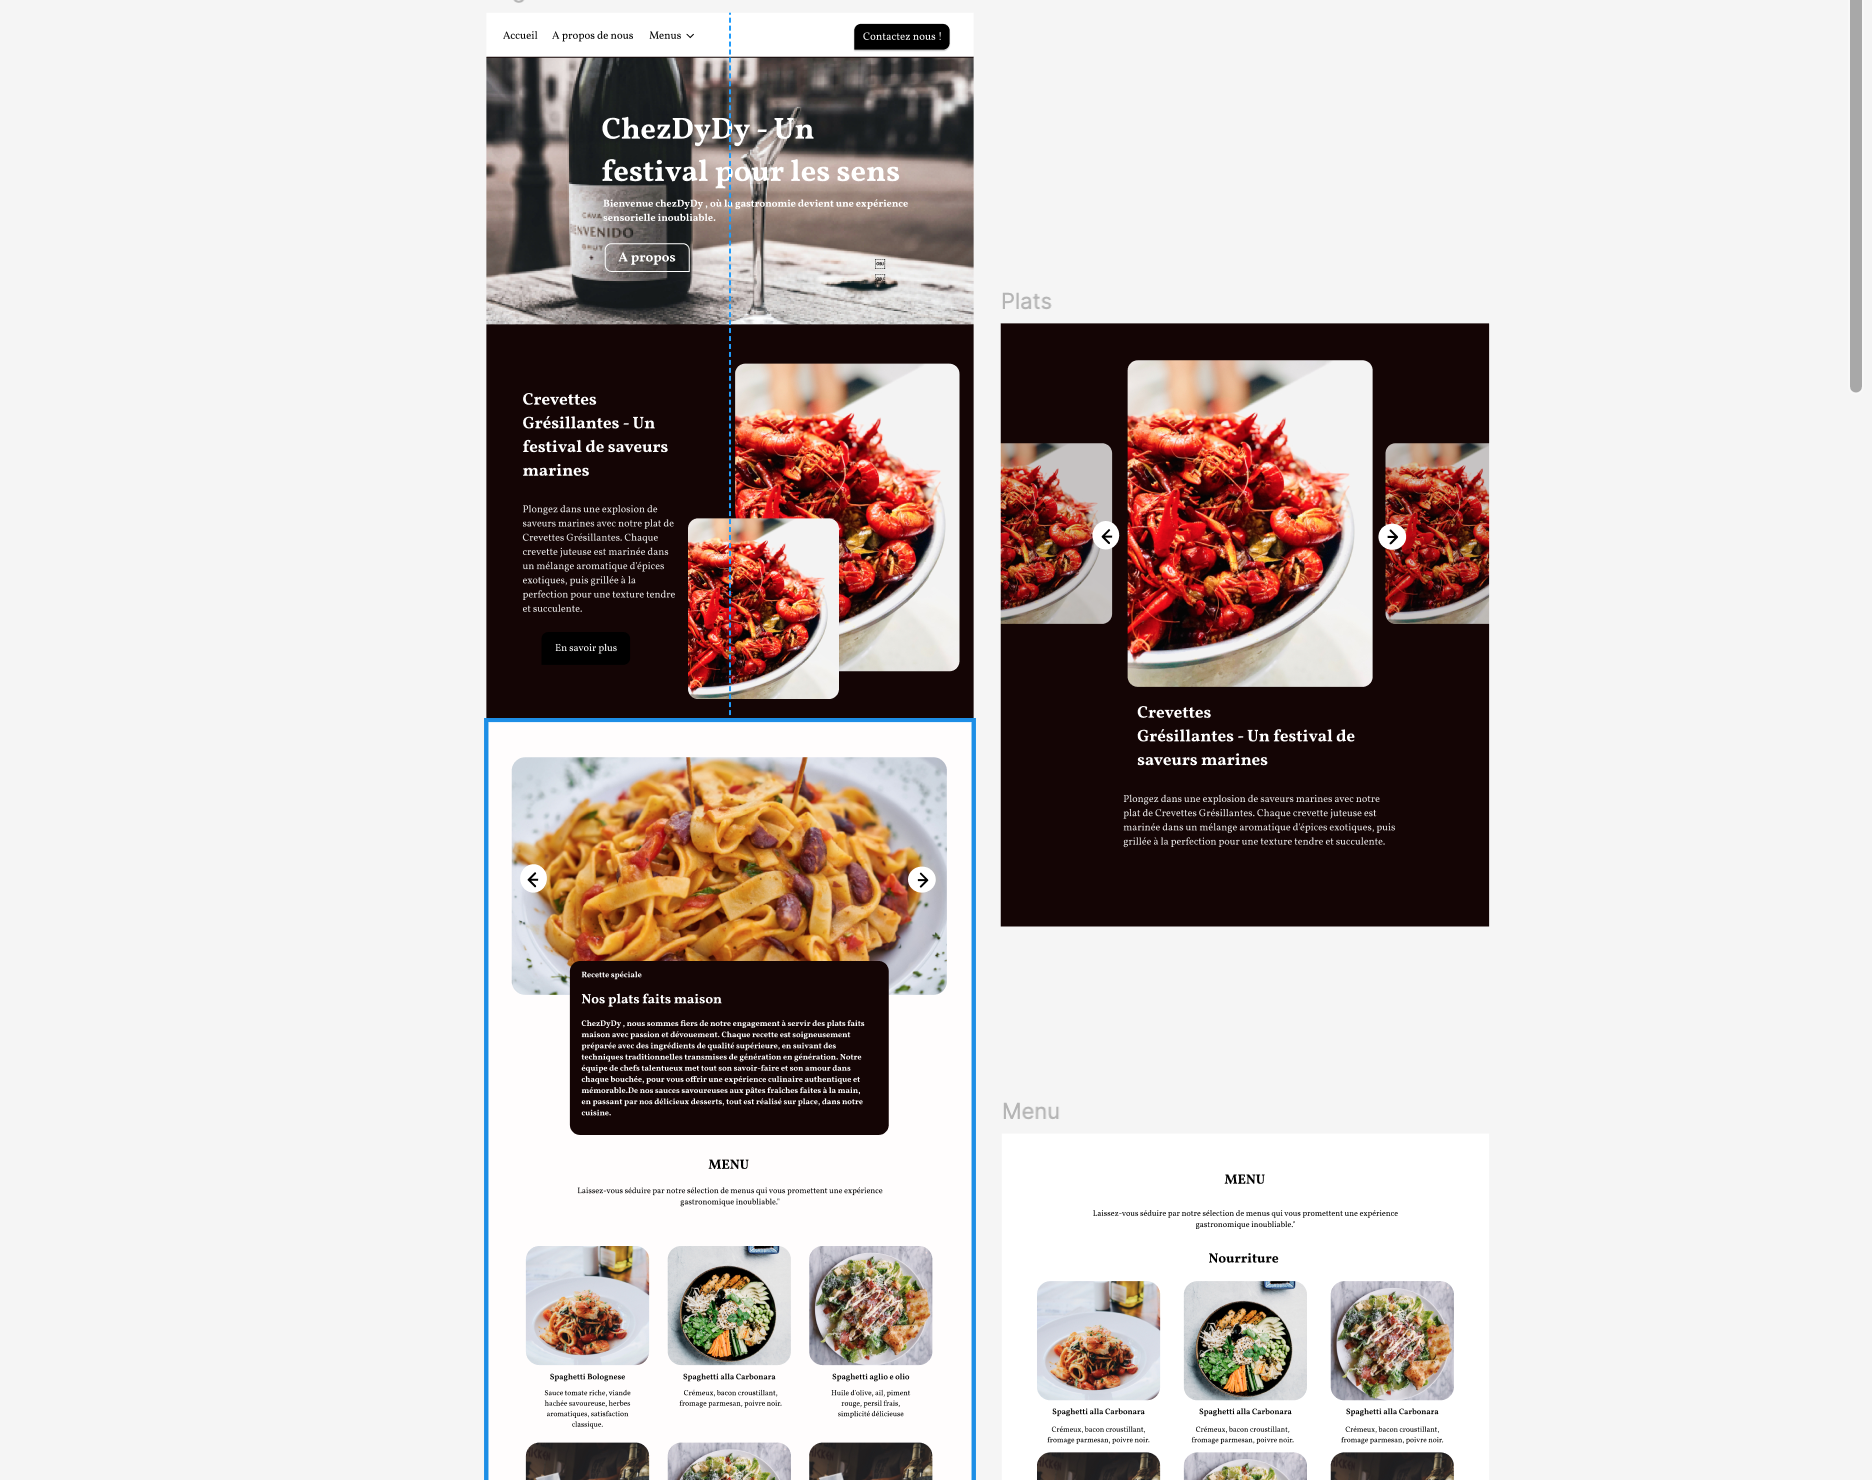 Accueil
A propos de nous
Menus
Contactez nous !
ChezDyDy - Un
festival pour les sens
Bienvenue chezDyDy , où la gastronomie devient une expérience
sensorielle inoubliable.
CAVA
BRUT
A propos
Crevettes
Grésillantes - Un
festival de saveurs
marines
Plongez dans une explosion de
saveurs marines avec notre plat de
Crevettes Grésillantes. Chaque
crevette juteuse est marinée dans
un mélange aromatique d'épices
exotiques, puis grillée à la
perfection pour une texture tendre
et succulente.
En savoir plus
Recette spéciale
Nos plats faits maison
ChezDyDy , nous sommes fiers de notre engagement à servir des plats faits
maison avec passion et dévouement. Chaque recette est soigneusement
préparée avec des ingrédients de qualité supérieure, en suivant des
techniques traditionnelles transmises de génération en génération. Notre
équipe de chefs talentueux met tout son savoir-faire et son amour dans
chaque bouchée, pour vous offrir une expérience culinaire authentique et
mémorable.De nos sauces savoureuses aux pâtes fraîches faites à la main,
en passant par nos délicieux desserts, tout est réalisé sur place, dans notre
cuisine.
MENU
Laissez-vous séduire par notre sélection de menus qui vous promettent une expérience
gastronomique inoubliable."
Spaghetti Bolognese
Sauce tomate riche, viande
hachée savoureuse, herbes
aromatiques, satisfaction
classique.
Spaghetti alla Carbonara
Crémeux, bacon croustillant,
fromage parmesan, poivre noir.
Spaghetti aglio e olio
Huile d'olive, ail, piment
rouge, persil frais,
simplicité délicieuse
Plats
Crevettes
Grésillantes - Un festival de
saveurs marines
Plongez dans une explosion de saveurs marines avec notre
plat de Crevettes Grésillantes. Chaque crevette juteuse est
marinée dans un mélange aromatique d'épices exotiques, puis
grillée à la perfection pour une texture tendre et succulente.
Menu
MENU
Laissez-vous séduire par notre sélection de menus qui vous promettent une expérience
gastronomique inoubliable."
Nourriture
Spaghetti alla Carbonara
Crémeux, bacon croustillant,
fromage parmesan, poivre noir.
Spaghetti alla Carbonara
Crémeux, bacon croustillant,
fromage parmesan, poivre noir.
Spaghetti alla Carbonara
Crémeux, bacon croustillant,
fromage parmesan, poivre noir.